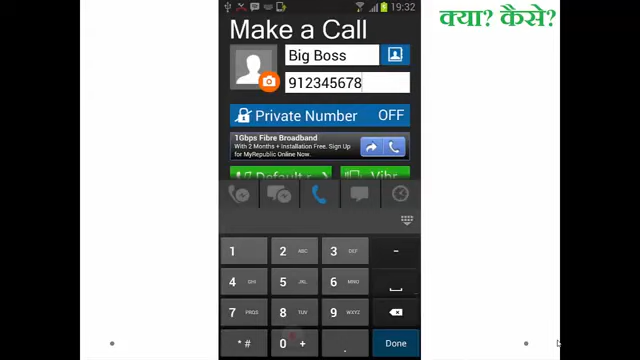 19:32
क्या? कैसे?
Make a Call
Big Boss
912345678
Private Number OFF
1Gbps Fibre Broadband
With 2 Months + Installation Free. Sign Up
for MyRepublic Online Now.
1 2 ABC 3 DEF -
4 GHI 5 JKL 6 MNO
7 PQRS 8 TUV 9 WXYZ
* # 0 + . Done